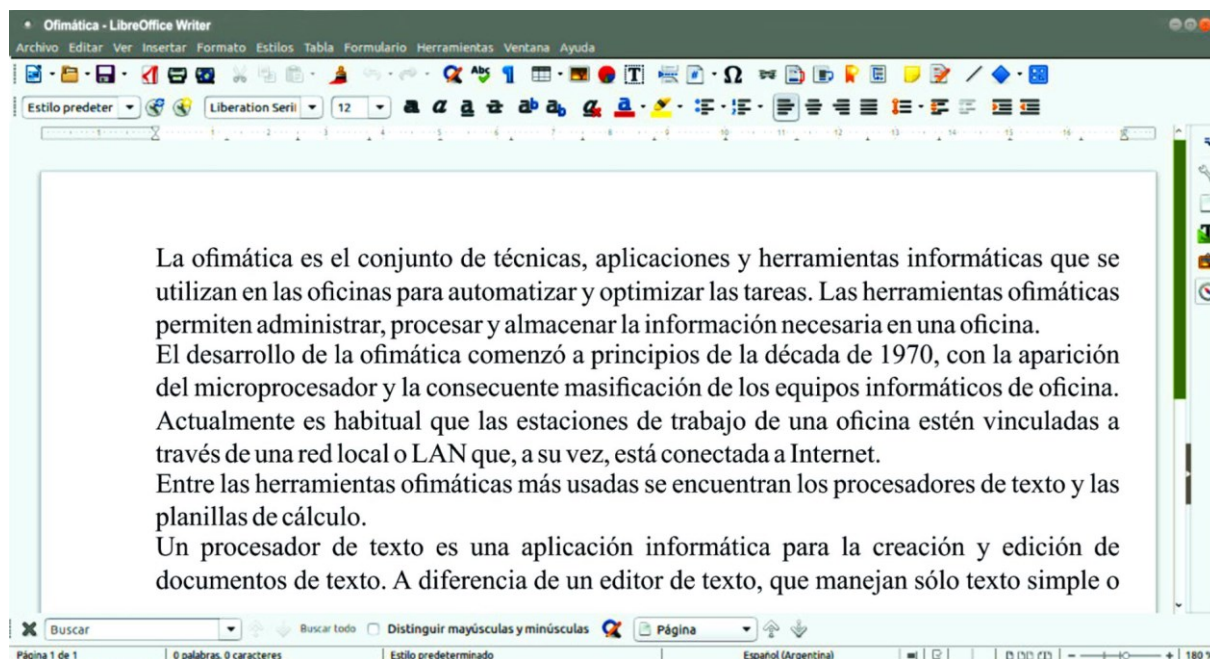 Ofimática - LibreOffice Writer
Archivo Editar Ver Insertar Formato Estilos Tabla Formulario Herramientas Ventana Ayuda
Estilo predeter Liberation Seri 12
La ofimática es el conjunto de técnicas, aplicaciones y herramientas informáticas que se
utilizan en las oficinas para automatizar y optimizar las tareas. Las herramientas ofimáticas
permiten administrar, procesar y almacenar la información necesaria en una oficina.
El desarrollo de la ofimática comenzó a principios de la década de 1970, con la aparición
del microprocesador y la consecuente masificación de los equipos informáticos de oficina.
Actualmente es habitual que las estaciones de trabajo de una oficina estén vinculadas a
través de una red local o LAN que, a su vez, está conectada a Internet.
Entre las herramientas ofimáticas más usadas se encuentran los procesadores de texto y las
planillas de cálculo.
Un procesador de texto es una aplicación informática para la creación y edición de
documentos de texto. A diferencia de un editor de texto, que manejan sólo texto simple o
Buscar Buscar todo Distinguir mayúsculas y minúsculas Página
Página 1 de 1 0 palabras, 0 caracteres Estilo predeterminado Español (Argentina) 180 %